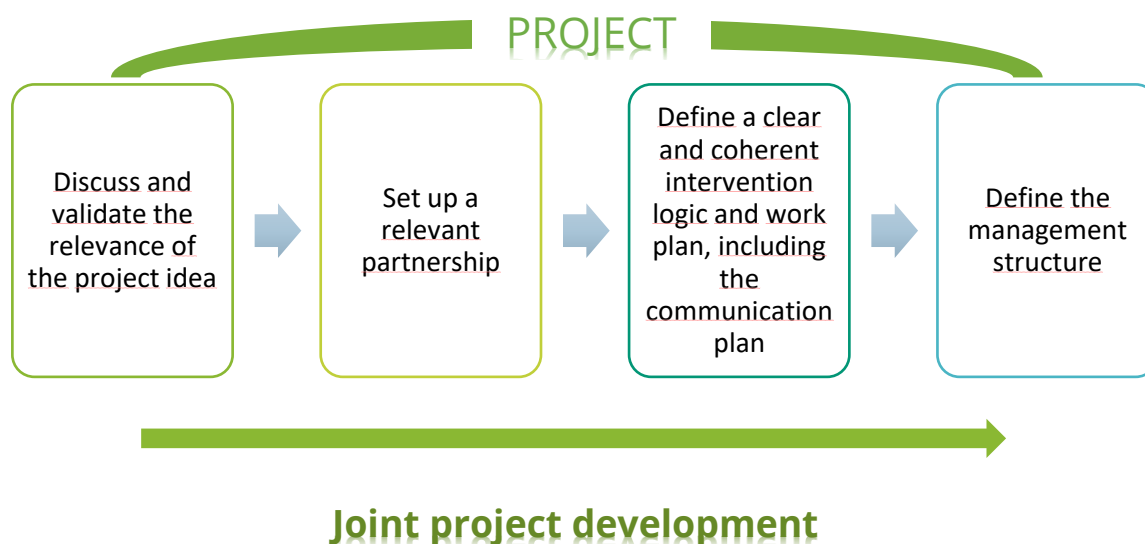 PROJECT
Discuss and
validate the
relevance of
the project idea
Set up a
relevant
partnership
Define a clear
and coherent
intervention
logic and work
plan, including
the
communication
plan
Define the
management
structure
Joint project development